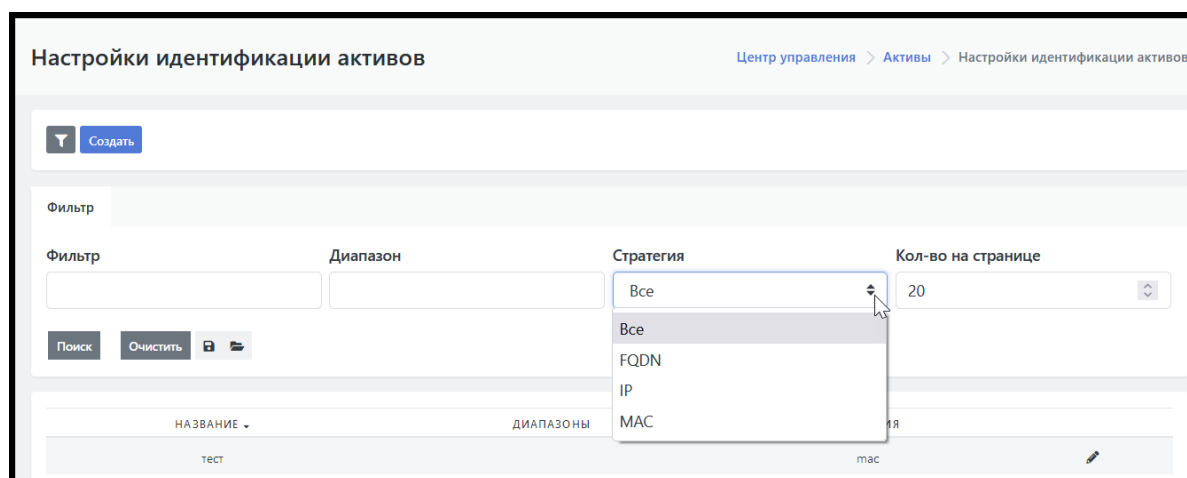 Настройки идентификации активов
Центр управления > Активы > Настройки идентификации активов
Создать
Фильтр
Фильтр Диапазон Стратегия Кол-во на странице
Все 20
Все
FQDN
IP
MAC
Поиск Очистить
НАЗВАНИЕ ДИАПАЗОНЫ ИЯ
тест mac